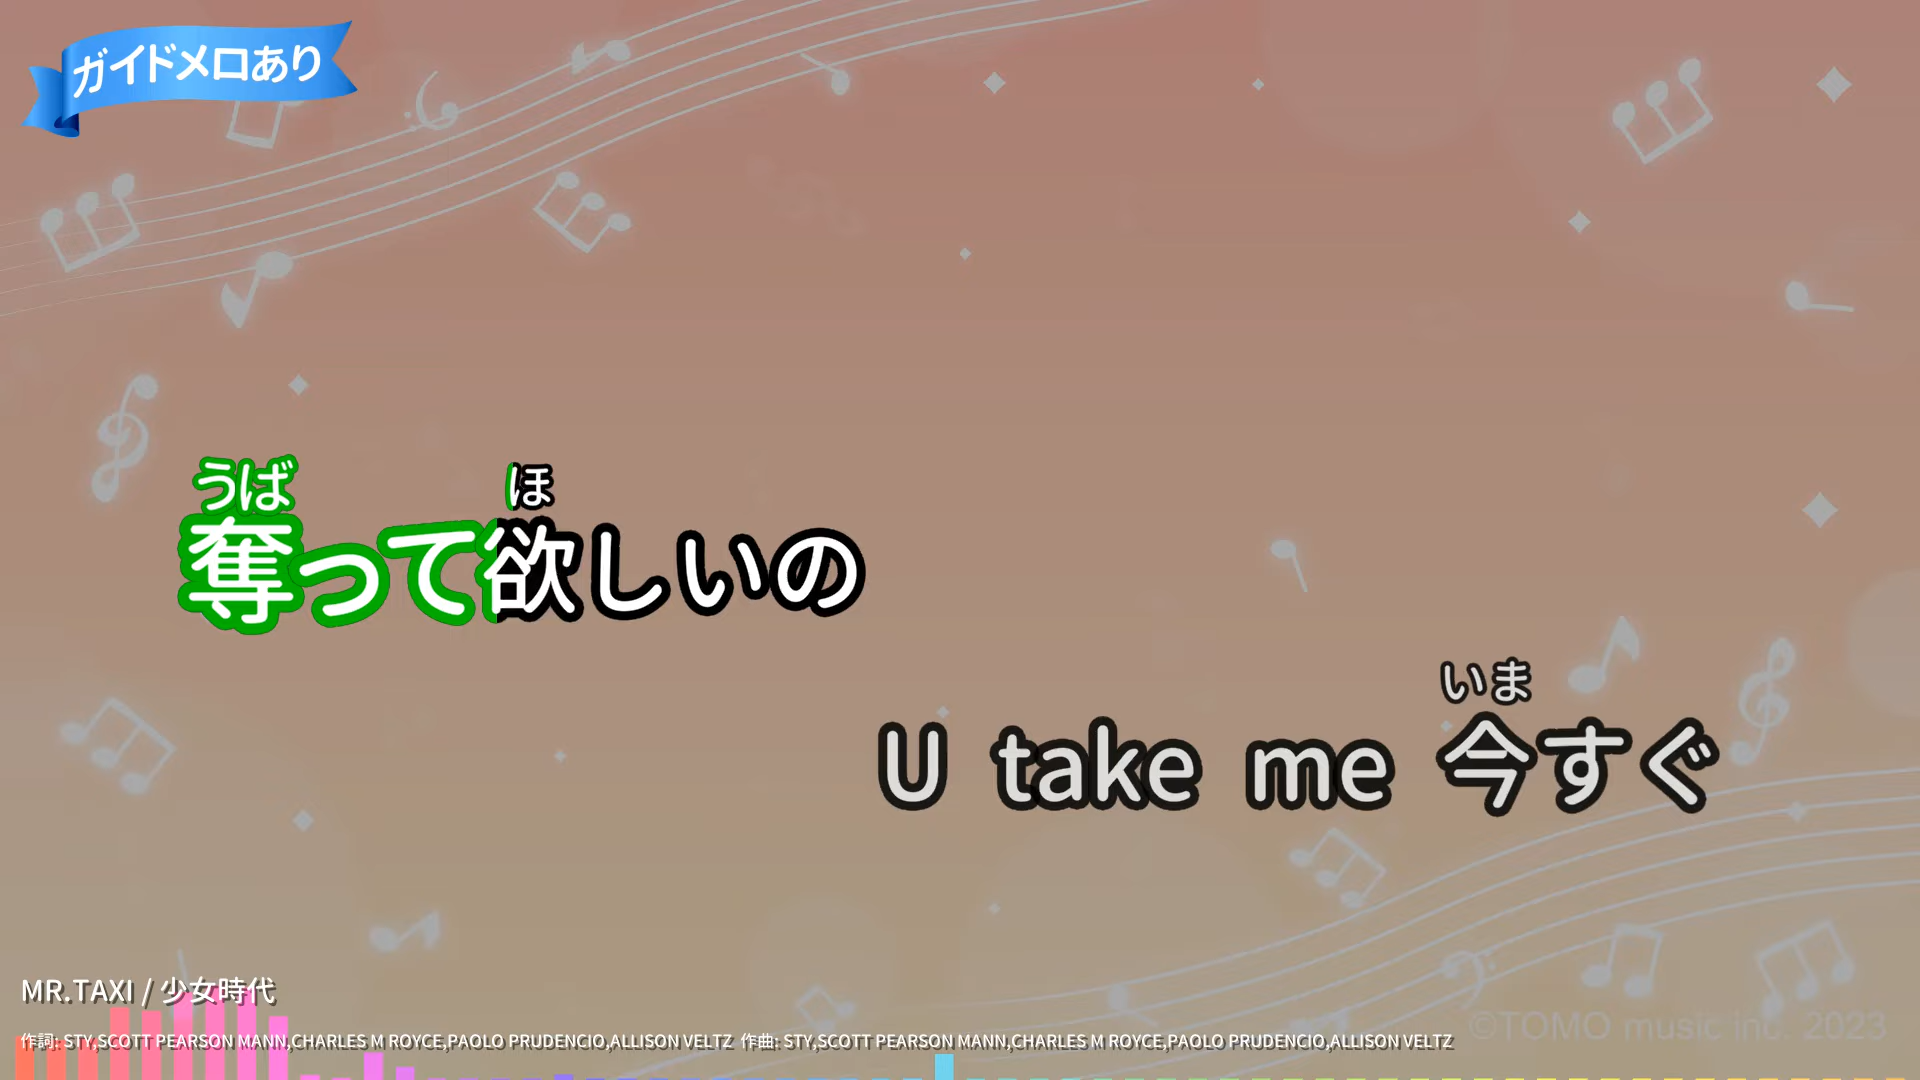 ガイドメロあり
うば ほ
奪って欲しいの
いま
U take me 今すぐ
MR.TAXI / 少女時代
作詞: STY,SCOTT PEARSON MANN,CHARLES M ROYCE,PAOLO PRUDENCIO,ALLISON VELTZ 作曲: STY,SCOTT PEARSON MANN,CHARLES M ROYCE,PAOLO PRUDENCIO,ALLISON VELTZ
©TOMO music inc. 2023